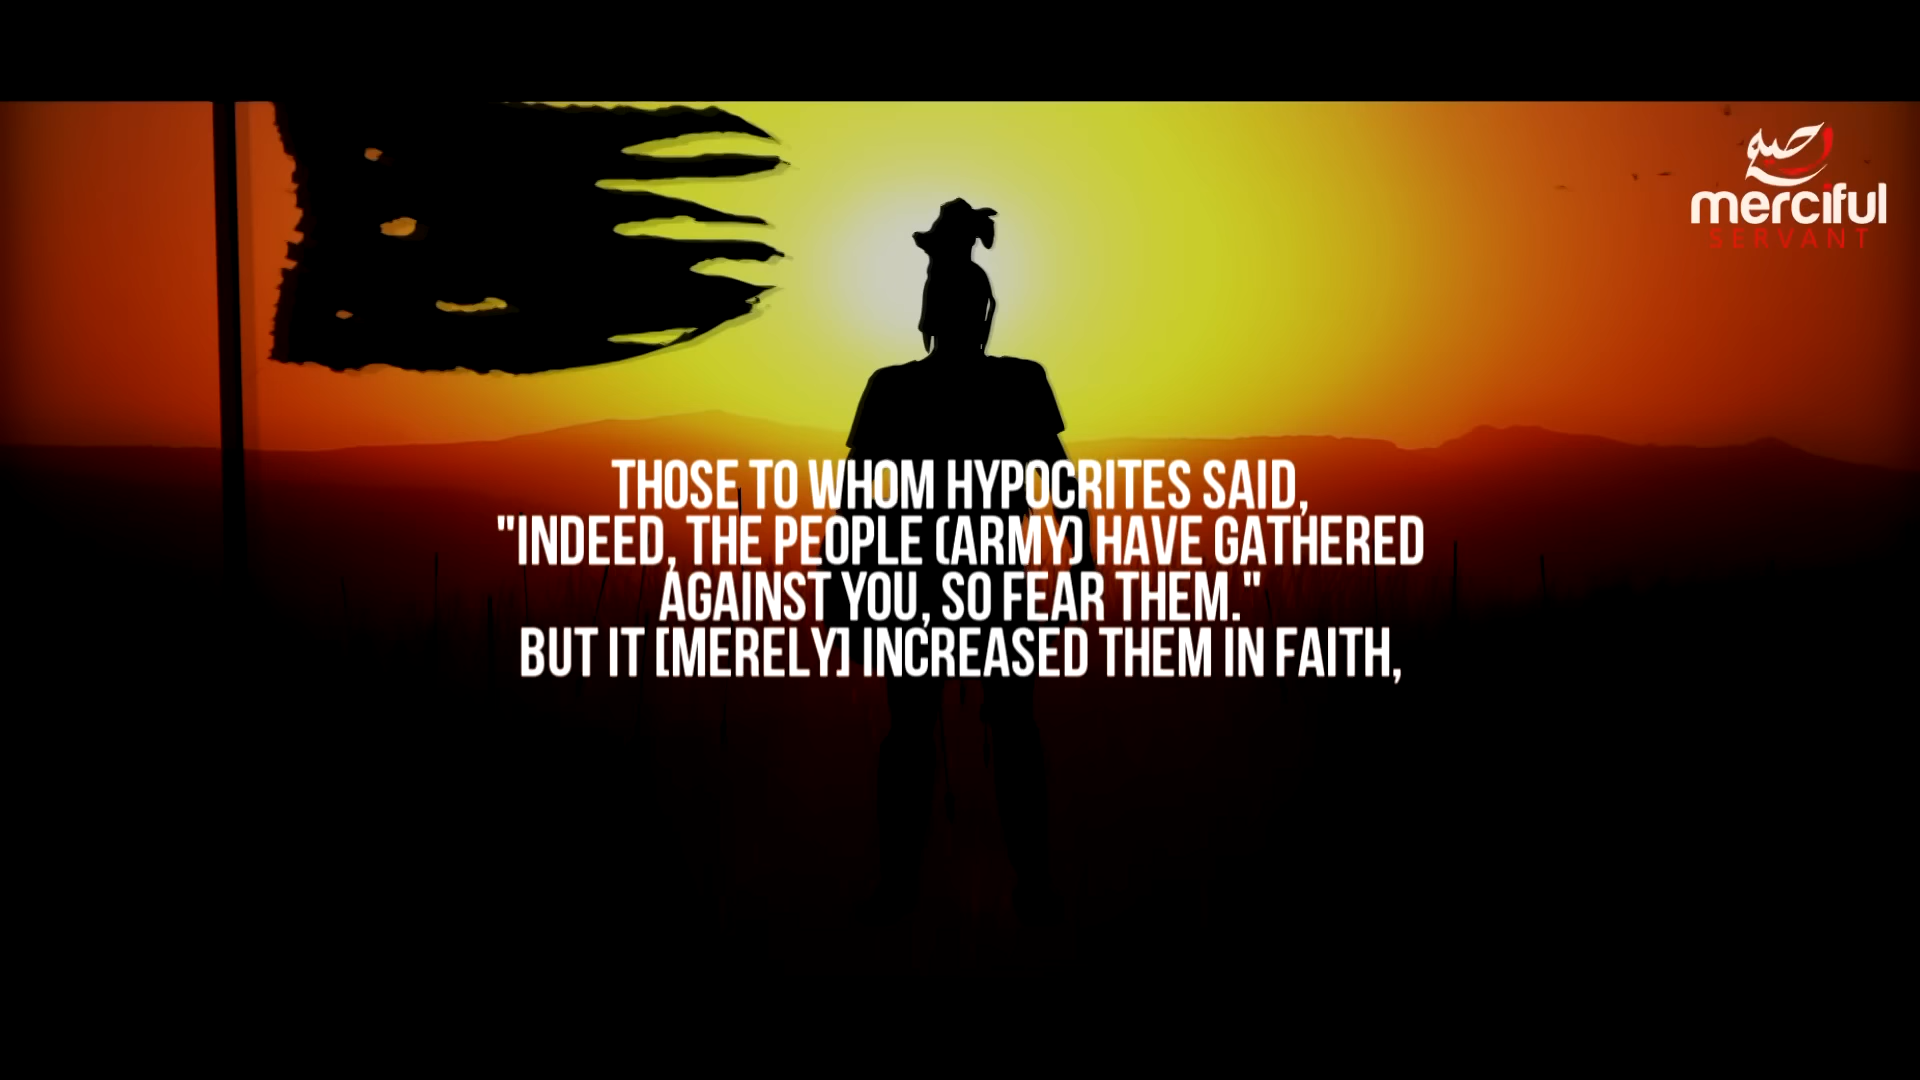 merciful
SERVANT
THOSE TO WHOM HYPOCRITES SAID,
"INDEED, THE PEOPLE (ARMY) HAVE GATHERED
AGAINST YOU, SO FEAR THEM."
BUT IT [MERELY] INCREASED THEM IN FAITH,